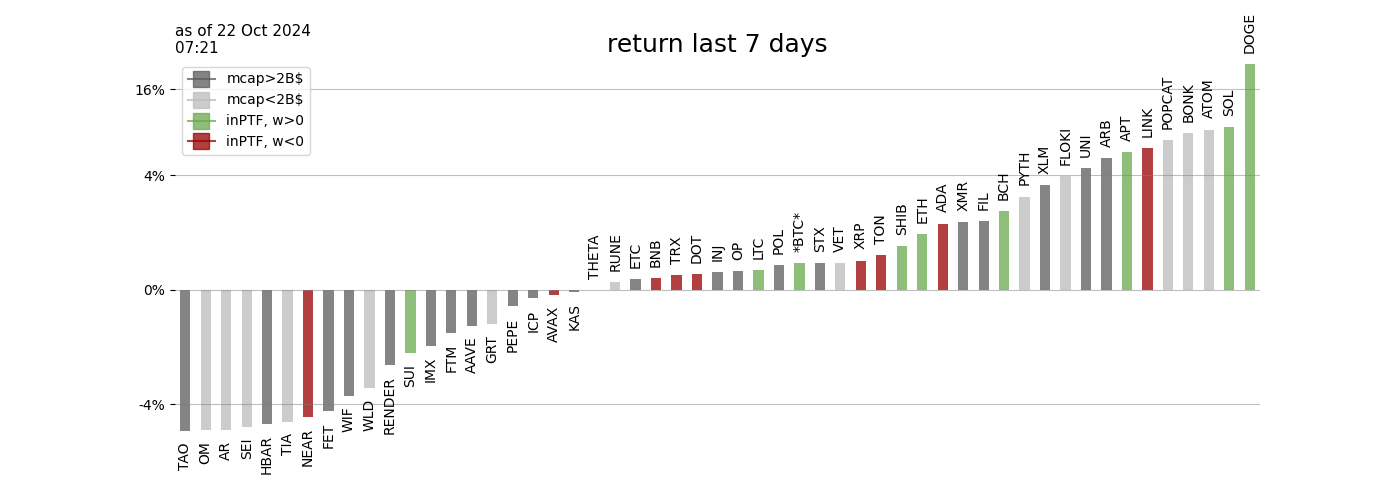 as of 22 Oct 2024
07:21
return last 7 days
mcap>2B$
mcap<2B$
inPTF, w>0
inPTF, w<0
16%
4%
0%
-4%
TAO
OM
AR
SEI
HBAR
TIA
NEAR
FET
WIF
WLD
RENDER
SUI
IMX
FTM
AAVE
GRT
PEPE
ICP
AVAX
KAS
THETA
RUNE
ETC
BNB
TRX
DOT
INJ
OP
LTC
POL
*BTC*
STX
VET
XRP
TON
SHIB
ETH
ADA
XMR
FIL
BCH
PYTH
XLM
FLOKI
UNI
ARB
APT
LINK
POPCAT
BONK
ATOM
SOL
DOGE